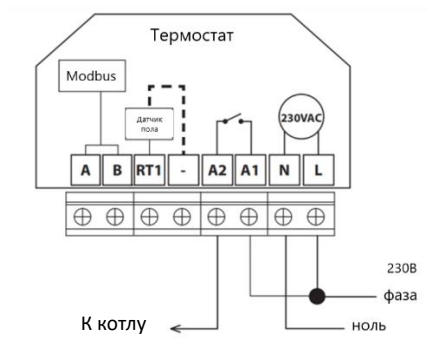 Термостат
Modbus
Датчик
пола
230VAC
A B RT1 - A2 A1 N L
230В
фаза
К котлу
ноль